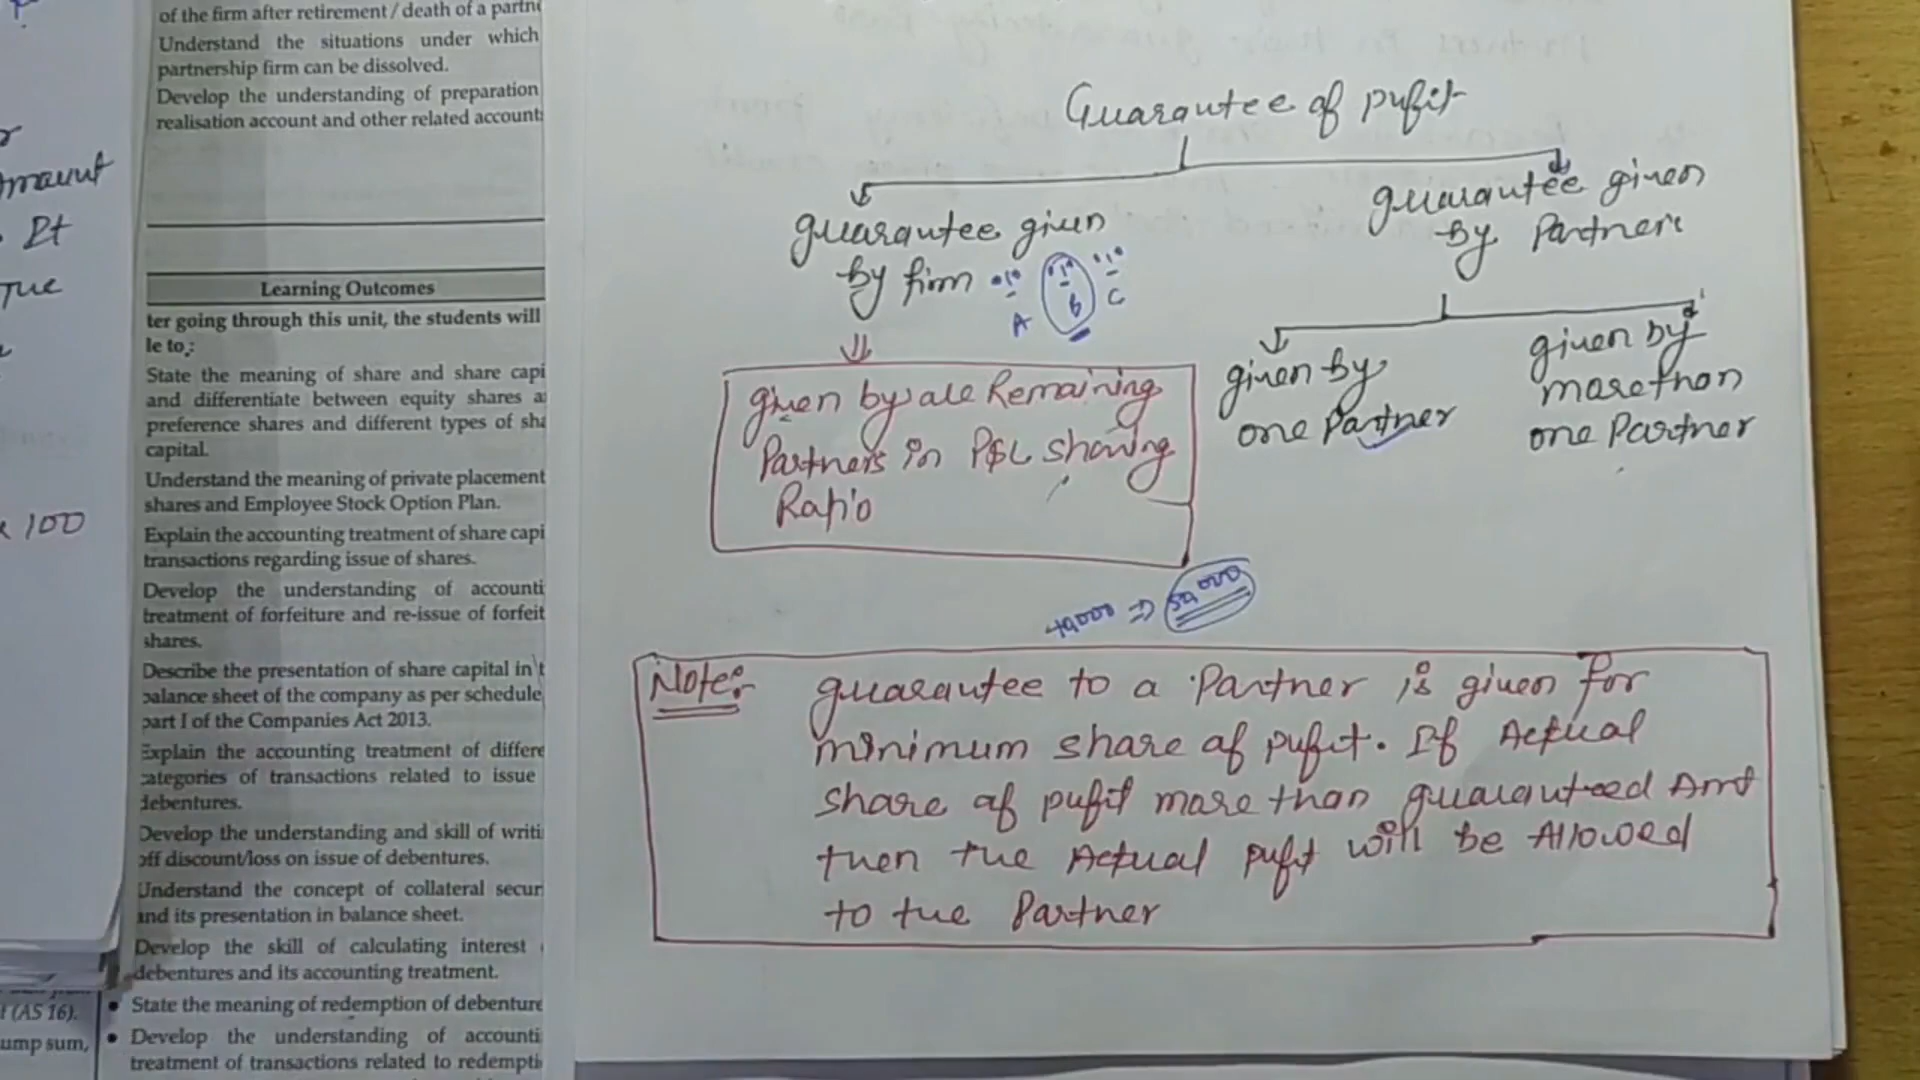 of the firm after retirement / death of a
Understand the situations under which
partnership firm can be dissolved.
Develop the understanding of preparation
realisation account and other related
Learning Outcomes
ter going through this unit, the students will
le to :
State the meaning of share and share capi
and differentiate between equity shares
preference shares and different types of sha
capital.
Understand the meaning of private placement
shares and Employee Stock Option Plan.
Explain the accounting treatment of share capi
transactions regarding issue of shares.
Develop the understanding of accounti
treatment of forfeiture and re-issue of forfeit
shares.
Describe the presentation of share capital in
balance sheet of the company as per schedule
part I of the Companies Act 2013.
Explain the accounting treatment of differe
categories of transactions related to issue
debentures.
Develop the understanding and skill of writi
off discount/loss on issue of debentures.
Understand the concept of collateral secur
and its presentation in balance sheet.
Develop the skill of calculating interest
debentures and its accounting treatment.
• State the meaning of redemption of debenture
• Develop the understanding of accounti
treatment of transactions related to redempti
Amount
It
100
(AS 16).
ump sum,
Guarantee of pufit
guarantee given
by firm
A B C
given by all Remaining
Partners in P&L sharing
Ratio
guarantee given
by Partners
given by
one Partner
given by
more than
one Partner
50,000
Note:-
guarantee to a Partner is given for
minimum share of pufit. If Actual
share of pufit more than guaranteed Amt
then the Actual pufit will be Allowed
to the Partner